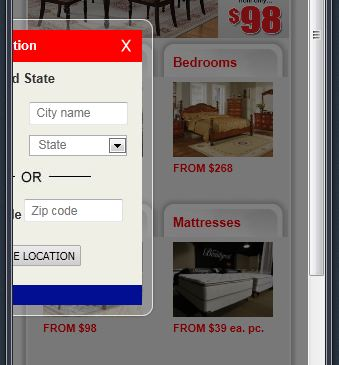 $98
tion X
d State
City name
State
OR
Zip code
E LOCATION
Bedrooms
FROM $268
Mattresses
FROM $98
FROM $39 ea. pc.